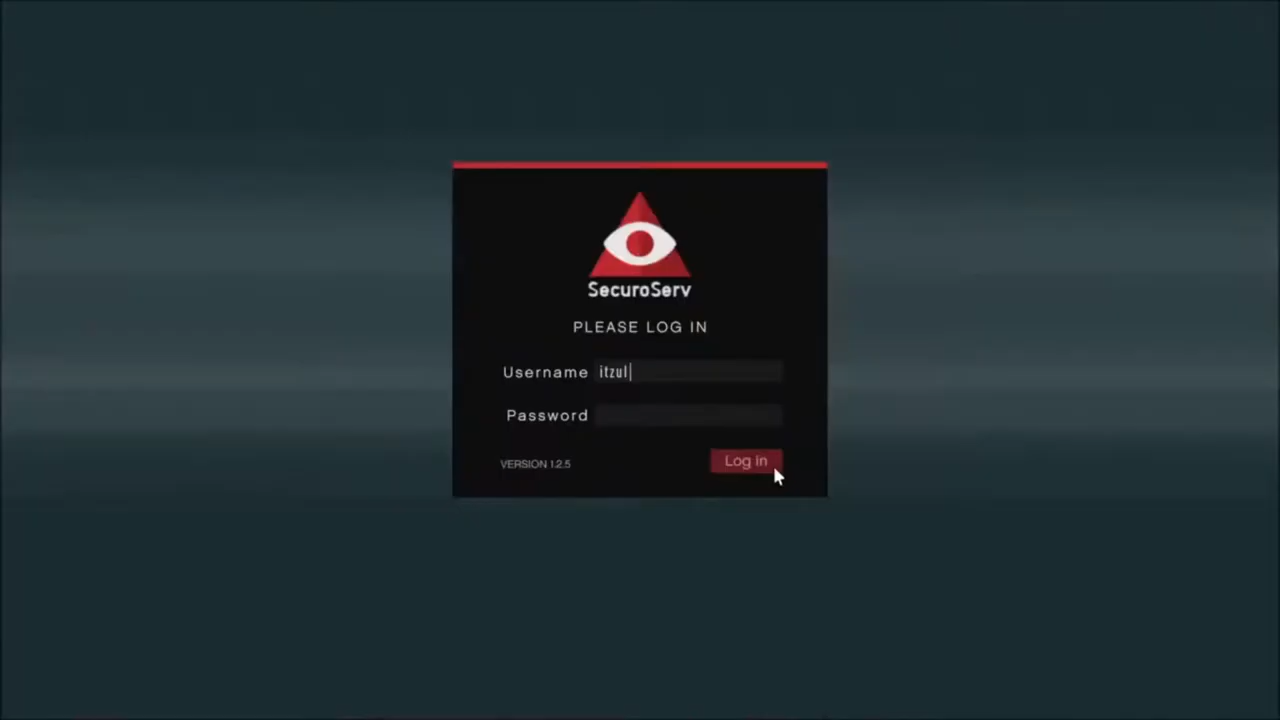 SecuroServ
PLEASE LOG IN
Username itzul
Password
VERSION 1.2.5 Log in